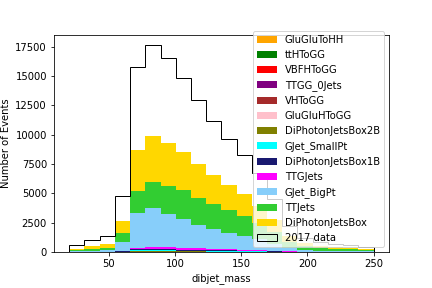 17500
15000
12500
10000
7500
5000
2500
0
Number of Events
50
100
150
200
250
dibjet_mass
GluGluToHH
ttHToGG
VBFHToGG
TTGG_0Jets
VHToGG
GluGluHToGG
DiPhotonJetsBox2B
GJet_SmallPt
DiPhotonJetsBox1B
TTGJets
GJet_BigPt
TTJets
DiPhotonJetsBox
2017 data